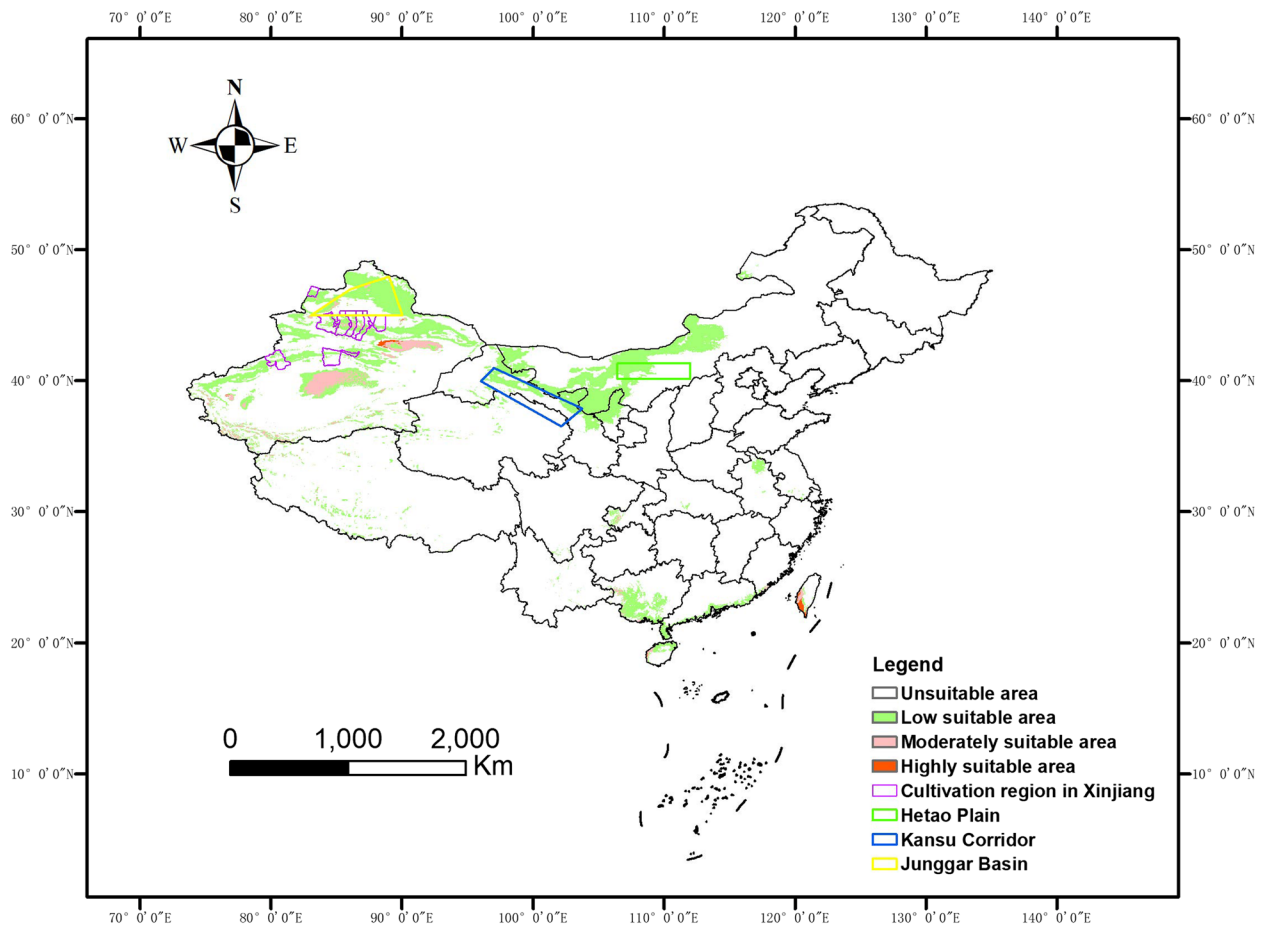 70° 0'0"E 80° 0'0"E 90° 0'0"E 100° 0'0"E 110° 0'0"E 120° 0'0"E 130° 0'0"E 140° 0'0"E
N
W E
S
60° 0'0"N 60° 0'0"N
50° 0'0"N 50° 0'0"N
40° 0'0"N 40° 0'0"N
30° 0'0"N 30° 0'0"N
20° 0'0"N 20° 0'0"N
10° 0'0"N 10° 0'0"N
0 1,000 2,000
Km
Legend
Unsuitable area
Low suitable area
Moderately suitable area
Highly suitable area
Cultivation region in Xinjiang
Hetao Plain
Kansu Corridor
Junggar Basin
70° 0'0"E 80° 0'0"E 90° 0'0"E 100° 0'0"E 110° 0'0"E 120° 0'0"E 130° 0'0"E 140° 0'0"E